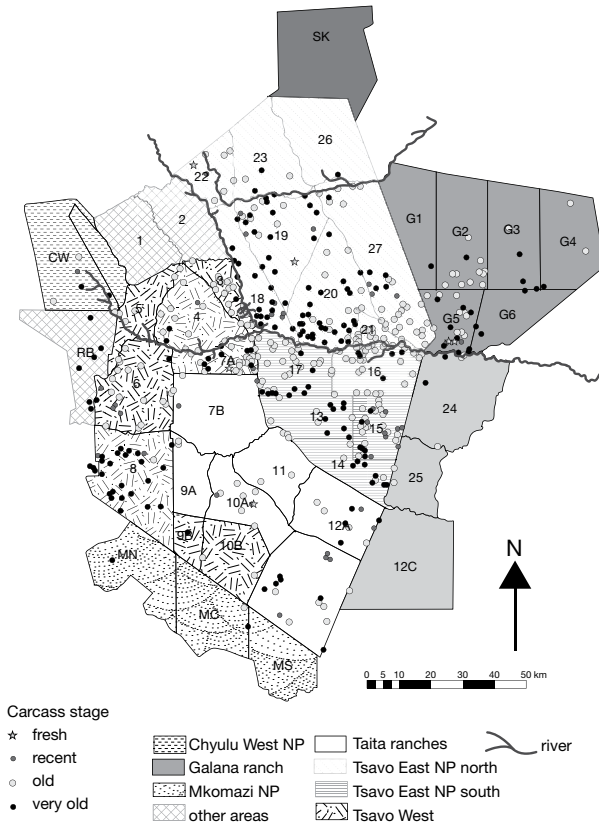 SK
26
23
22
2
1
CW
G1
G2
G3
G4
G5
G6
19
27
18
20
21
3
5
4
RB
7A
17
16
6
7B
13
15
24
14
11
8
9A
10A
25
12A
9B
10B
12C
MN
MC
MS
N
0 5 10 20 30 40 50 km
Carcass stage
fresh
recent
old
very old
Chyulu West NP
Galana ranch
Mkomazi NP
other areas
Taita ranches
Tsavo East NP north
Tsavo East NP south
Tsavo West
river